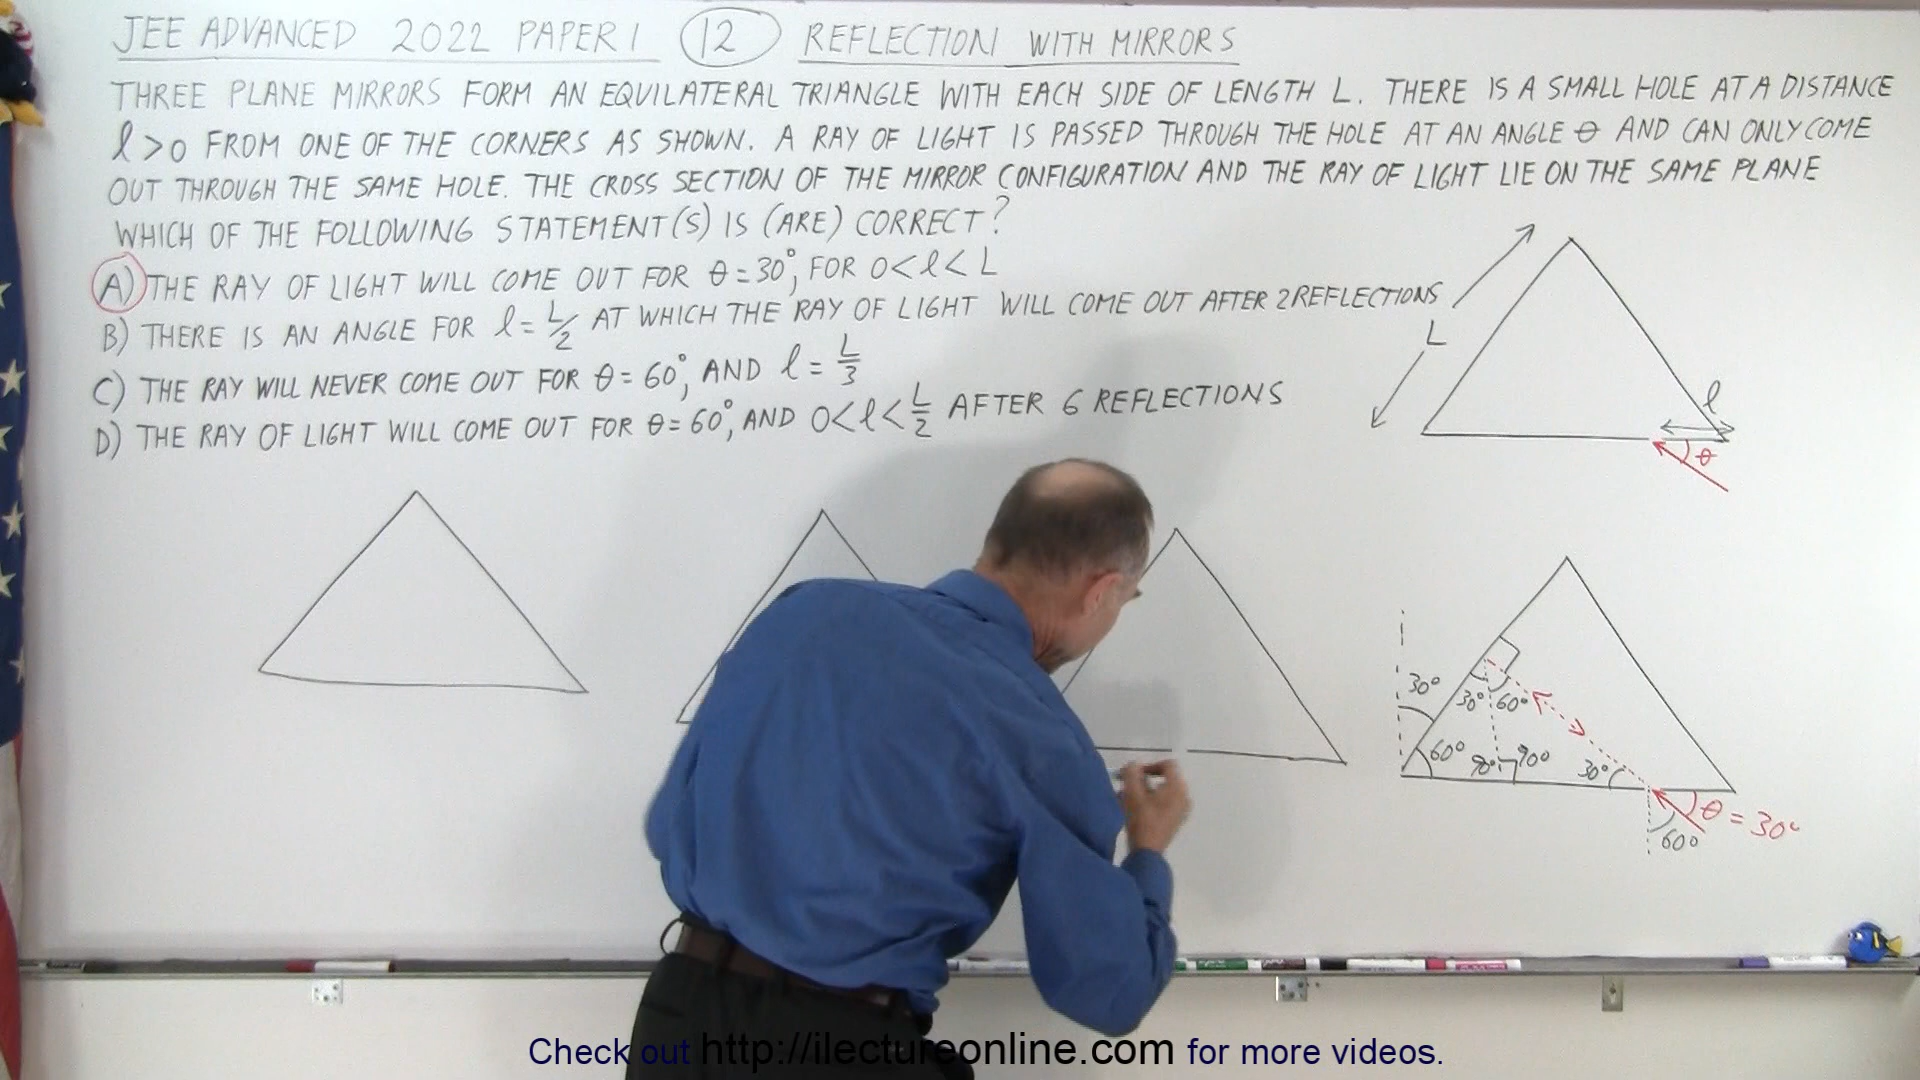 JEE ADVANCED 2022 PAPER 1 12 REFLECTION WITH MIRRORS
THREE PLANE MIRRORS FORM AN EQUILATERAL TRIANGLE WITH EACH SIDE OF LENGTH L. THERE IS A SMALL HOLE AT A DISTANCE
l>0 FROM ONE OF THE CORNERS AS SHOWN. A RAY OF LIGHT IS PASSED THROUGH THE HOLE AT AN ANGLE θ AND CAN ONLY COME
OUT THROUGH THE SAME HOLE. THE CROSS SECTION OF THE MIRROR CONFIGURATION AND THE RAY OF LIGHT LIE ON THE SAME PLANE
WHICH OF THE FOLLOWING STATEMENT(S) IS (ARE) CORRECT?
A) THE RAY OF LIGHT WILL COME OUT FOR θ=30°, FOR 0<l<L
B) THERE IS AN ANGLE FOR l=L/2 AT WHICH THE RAY OF LIGHT WILL COME OUT AFTER 2 REFLECTIONS
C) THE RAY WILL NEVER COME OUT FOR θ=60°, AND l=L/3
D) THE RAY OF LIGHT WILL COME OUT FOR θ=60°, AND 0<l<L/2 AFTER 6 REFLECTIONS
L
l
θ
30°
30° 60°
60° 90° 90° 30°
θ=30°
60°
Check out http://ilectureonline.com for more videos.